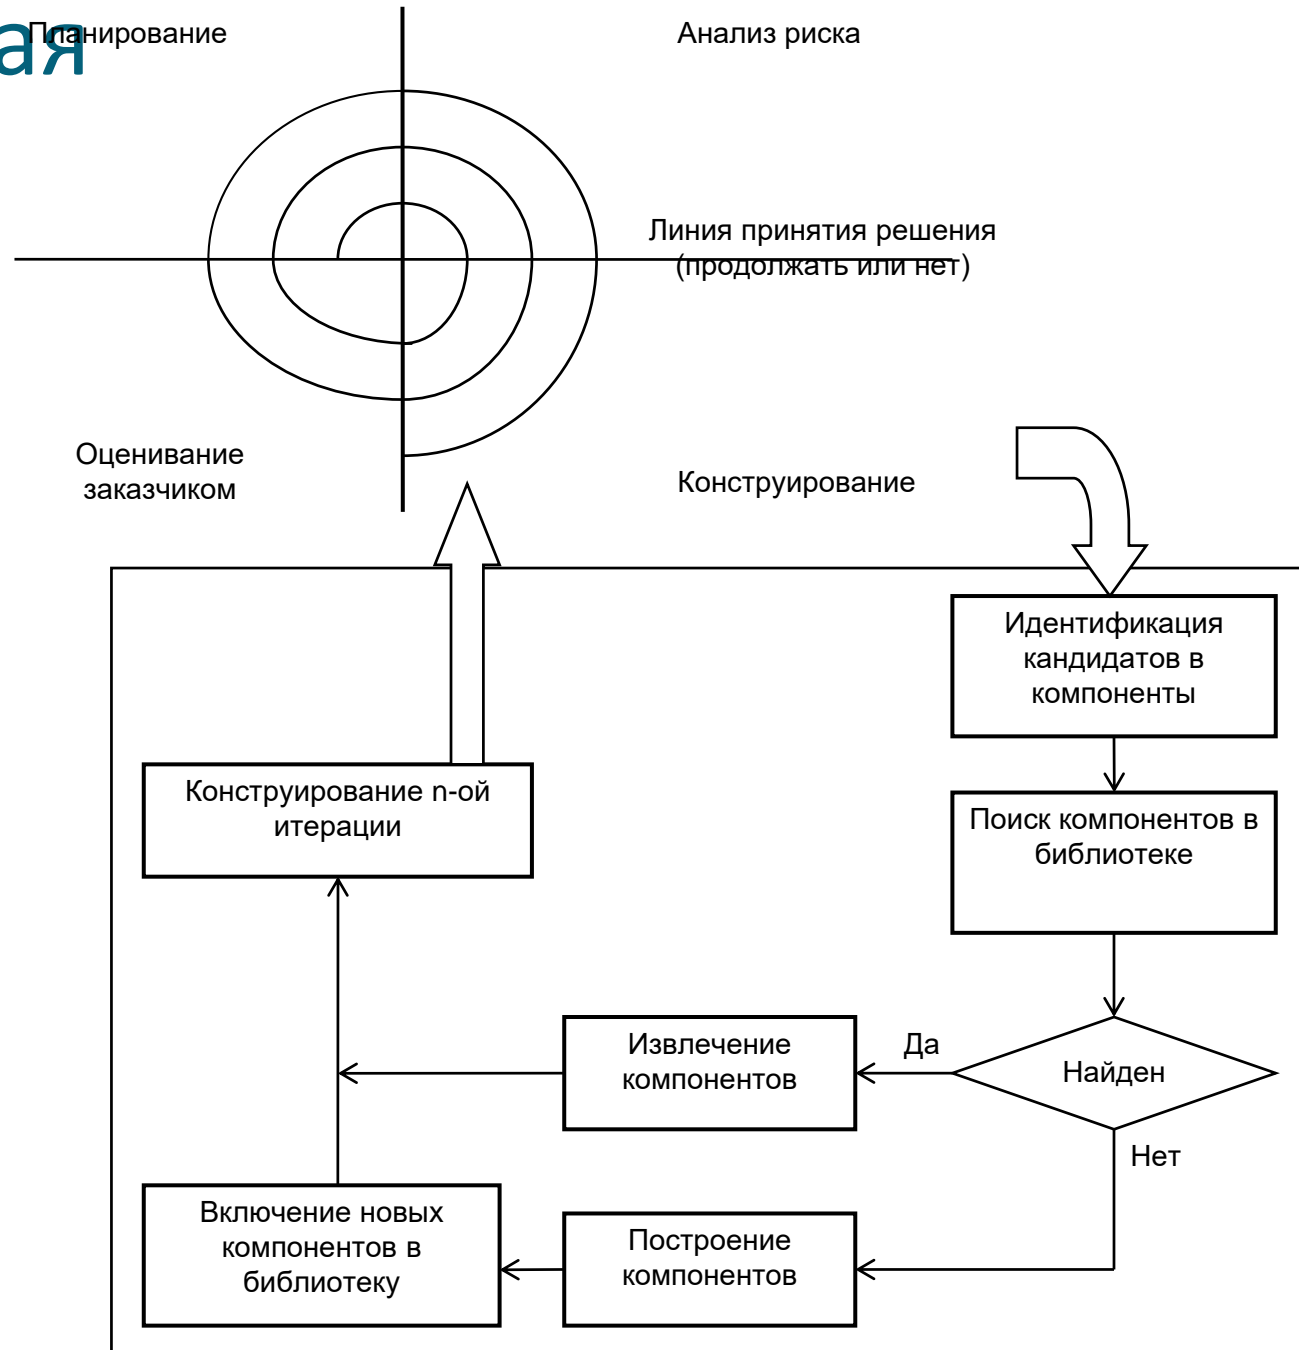 ая
Планирование
Анализ риска
Линия принятия решения
(продолжать или нет)
Оценивание
заказчиком
Конструирование
Идентификация
кандидатов в
компоненты
Конструирование n-ой
итерации
Поиск компонентов в
библиотеке
Извлечение
компонентов
Да
Найден
Нет
Включение новых
компонентов в
библиотеку
Построение
компонентов